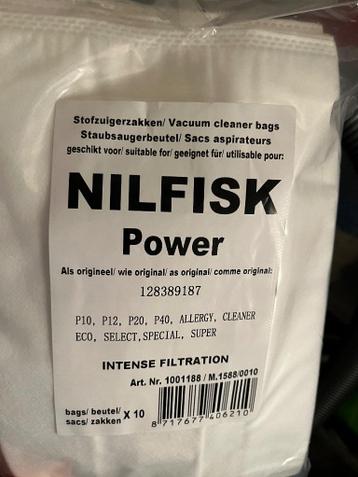 Stofzuigerzakken/ Vacuum cleaner bags
Staubsaugerbeutel/ Sacs aspirateurs
geschikt voor/ suitable for/ geeignet für/ utilisable pour:
NILFISK
Power
Als origineel/ wie original/ as original/ comme original:
128389187
P10, P12, P20, P40, ALLERGY, CLEANER
ECO, SELECT,SPECIAL, SUPER
INTENSE FILTRATION
Art. Nr. 1001188 / M.1588/0010
bags/ beutel/
sacs/ zakken X 10
8 717677 406210